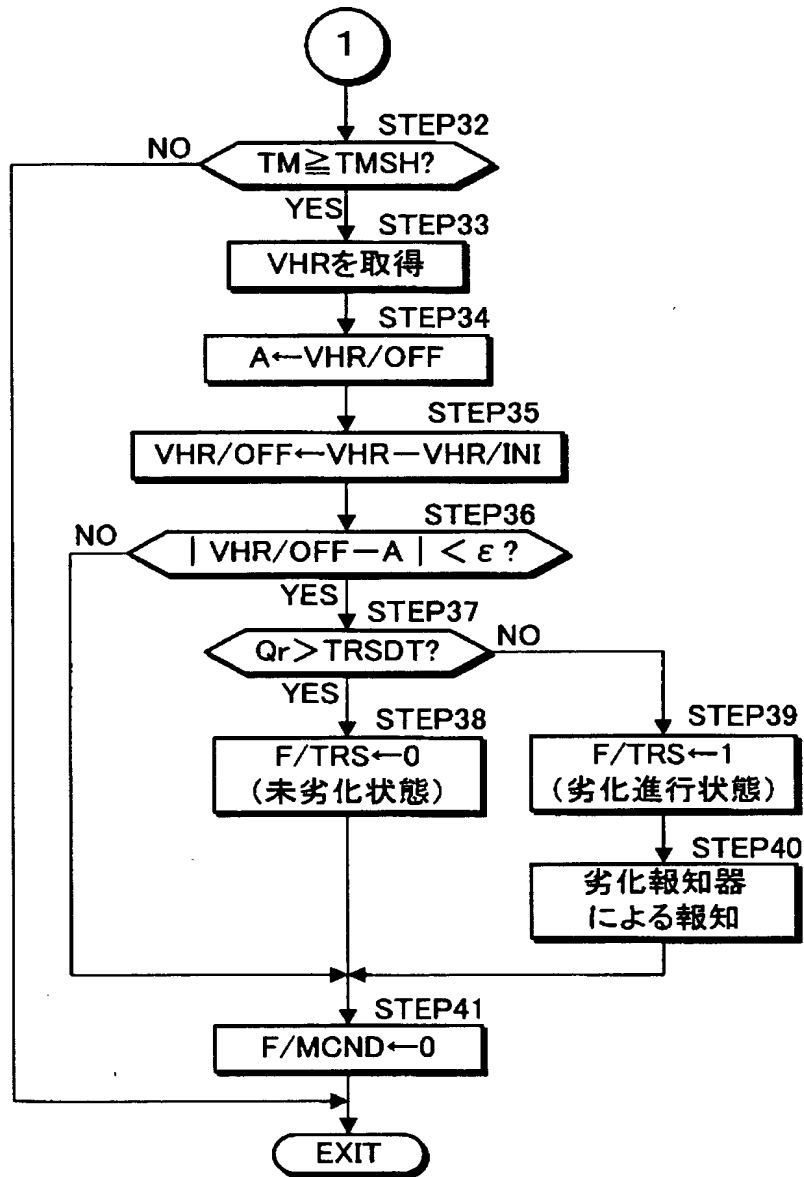 1
STEP32
NO
TM≧TMSH?
YES
STEP33
VHRを取得
STEP34
A←VHR/OFF
STEP35
VHR/OFF←VHR−VHR/INI
STEP36
NO
|VHR/OFF−A|<ε?
YES
STEP37
Qr>TRSDT?
NO
YES
STEP38
F/TRS←0
(未劣化状態)
STEP39
F/TRS←1
(劣化進行状態)
STEP40
劣化報知器
による報知
STEP41
F/MCND←0
EXIT